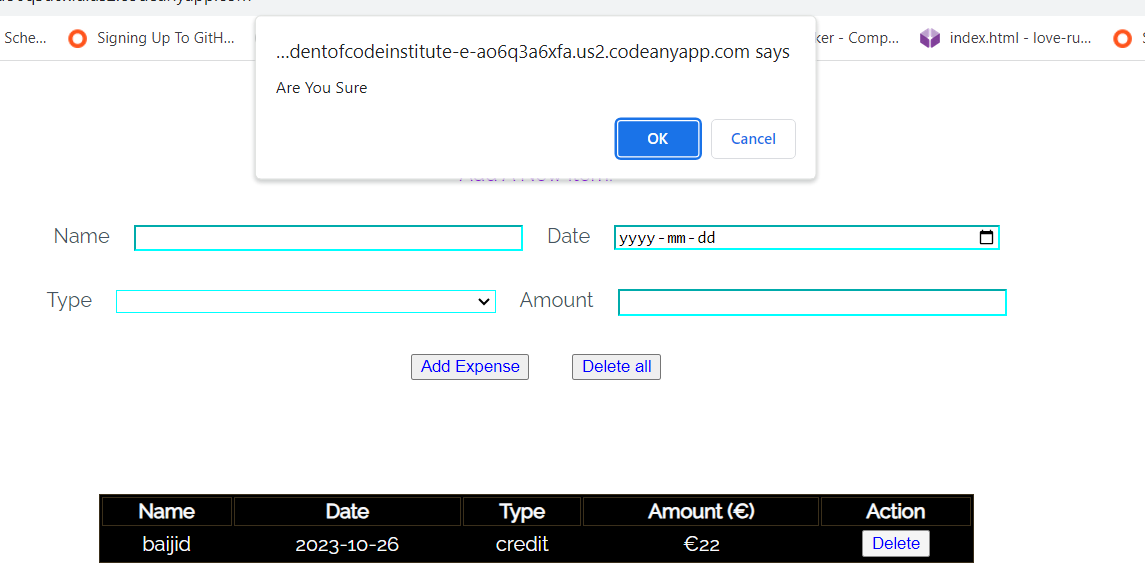 Sche...
Signing Up To GitH...
ker - Comp...
index.html - love-ru...
...dentofcodeinstitute-e-ao6q3a6xfa.us2.codeanyapp.com says
Are You Sure
OK
Cancel
Name
Date
yyyy-mm-dd
Type
Amount
Add Expense
Delete all
Name Date Type Amount (€) Action
baijid 2023-10-26 credit €22 Delete